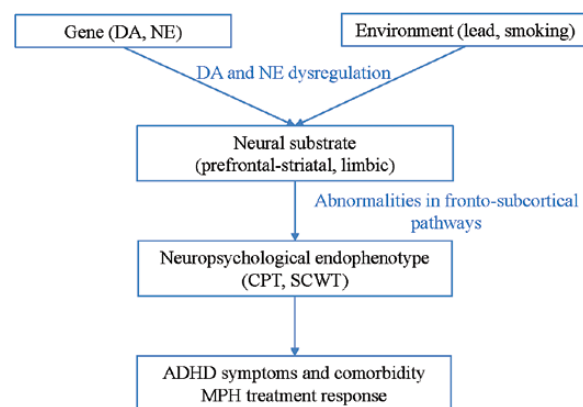 Gene (DA, NE)
Environment (lead, smoking)
DA and NE dysregulation
Neural substrate
(prefrontal-striatal, limbic)
Abnormalities in fronto-subcortical
pathways
Neuropsychological endophenotype
(CPT, SCWT)
ADHD symptoms and comorbidity
MPH treatment response